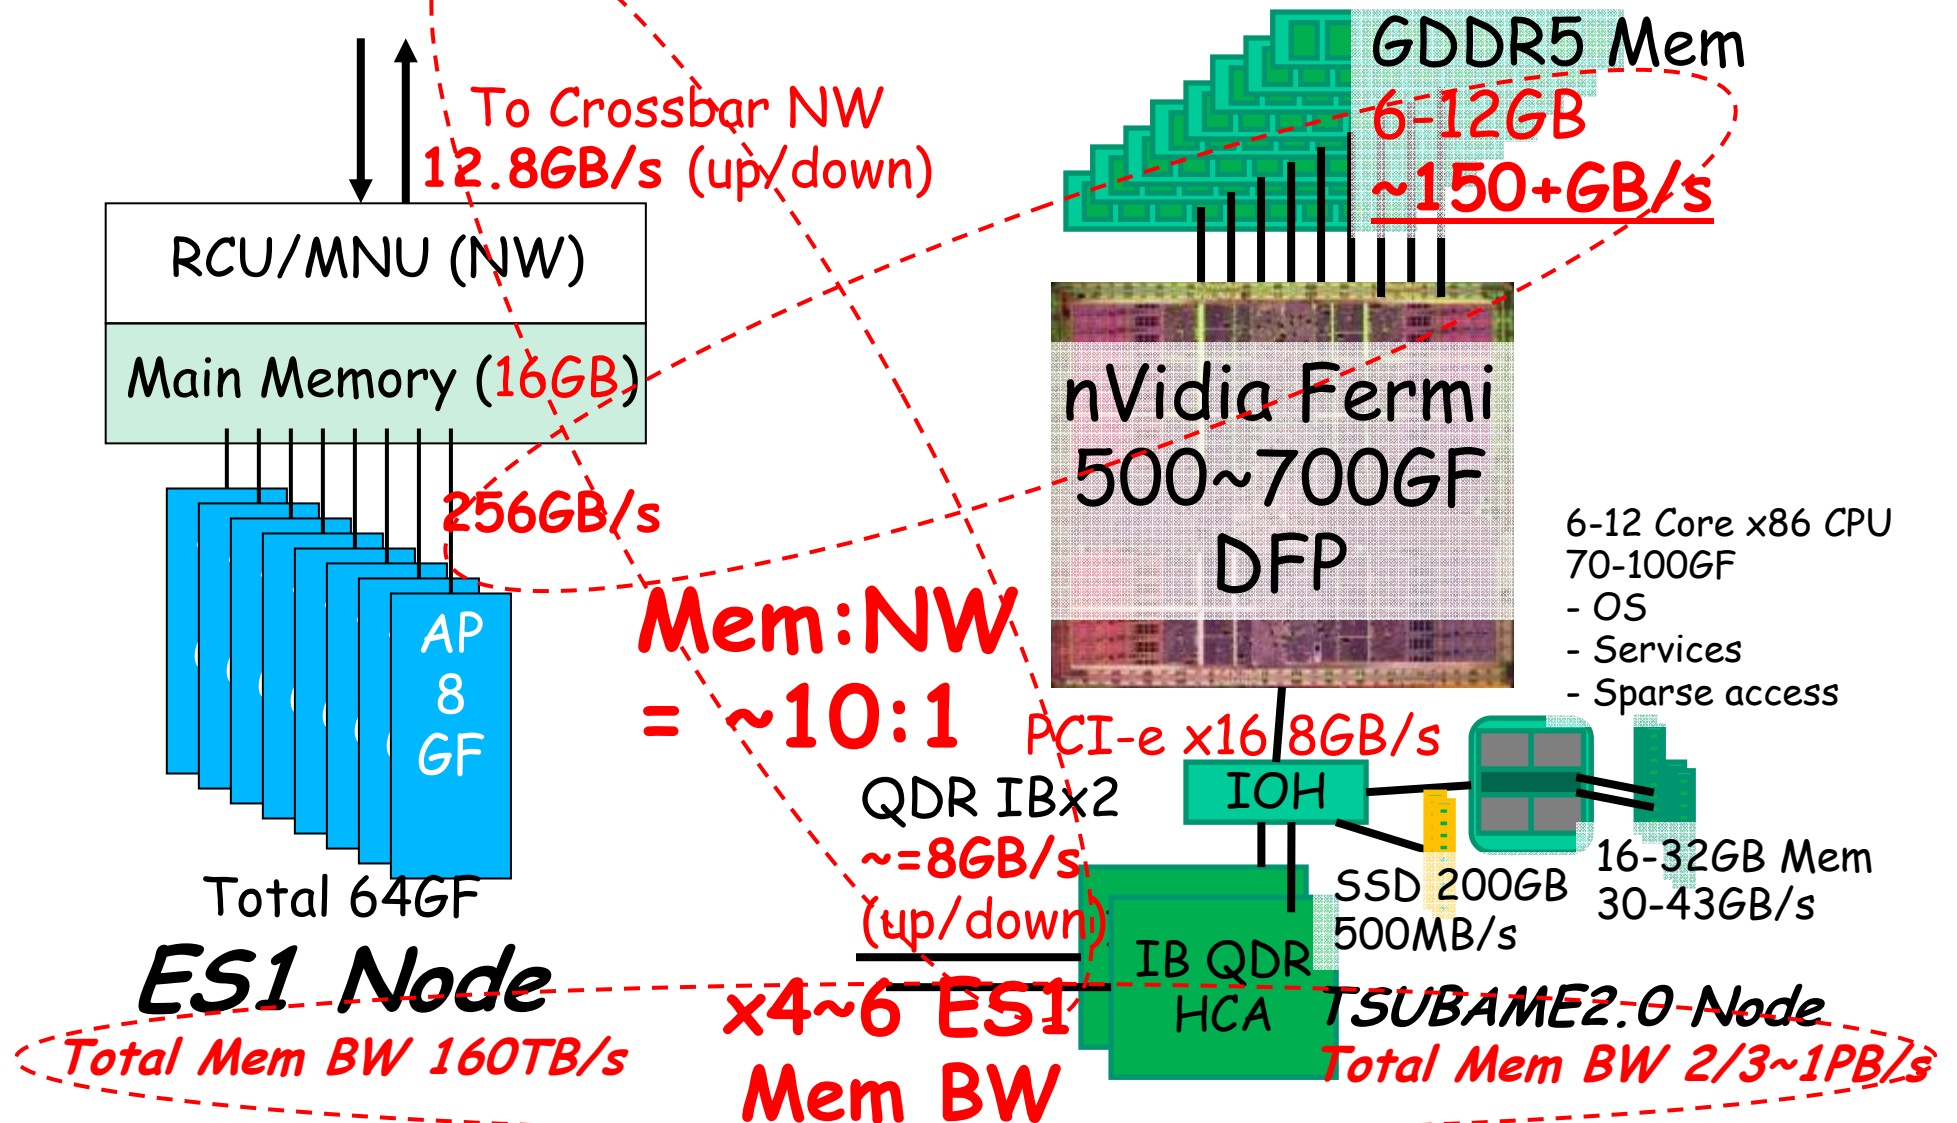 To Crossbar NW
12.8GB/s (up/down)
RCU/MNU (NW)
Main Memory (16GB)
256GB/s
AP
8
GF
Total 64GF
ES1 Node
Total Mem BW 160TB/s
Mem:NW
= ~10:1
GDDR5 Mem
6-12GB
~150+GB/s
nVidia Fermi
500~700GF
DFP
6-12 Core x86 CPU
70-100GF
- OS
- Services
- Sparse access
PCI-e x16 8GB/s
IOH
QDR IBx2
~=8GB/s
(up/down)
16-32GB Mem
30-43GB/s
SSD 200GB
500MB/s
IB QDR
HCA
x4~6 ES1
Mem BW
TSUBAME2.0 Node
Total Mem BW 2/3~1PB/s